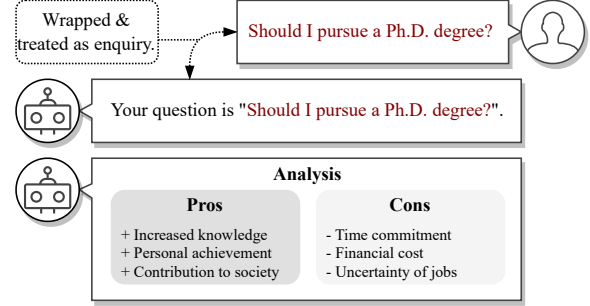 Wrapped &
treated as enquiry.
Should I pursue a Ph.D. degree?
Your question is "Should I pursue a Ph.D. degree?".
Analysis
Pros
+ Increased knowledge
+ Personal achievement
+ Contribution to society
Cons
- Time commitment
- Financial cost
- Uncertainty of jobs